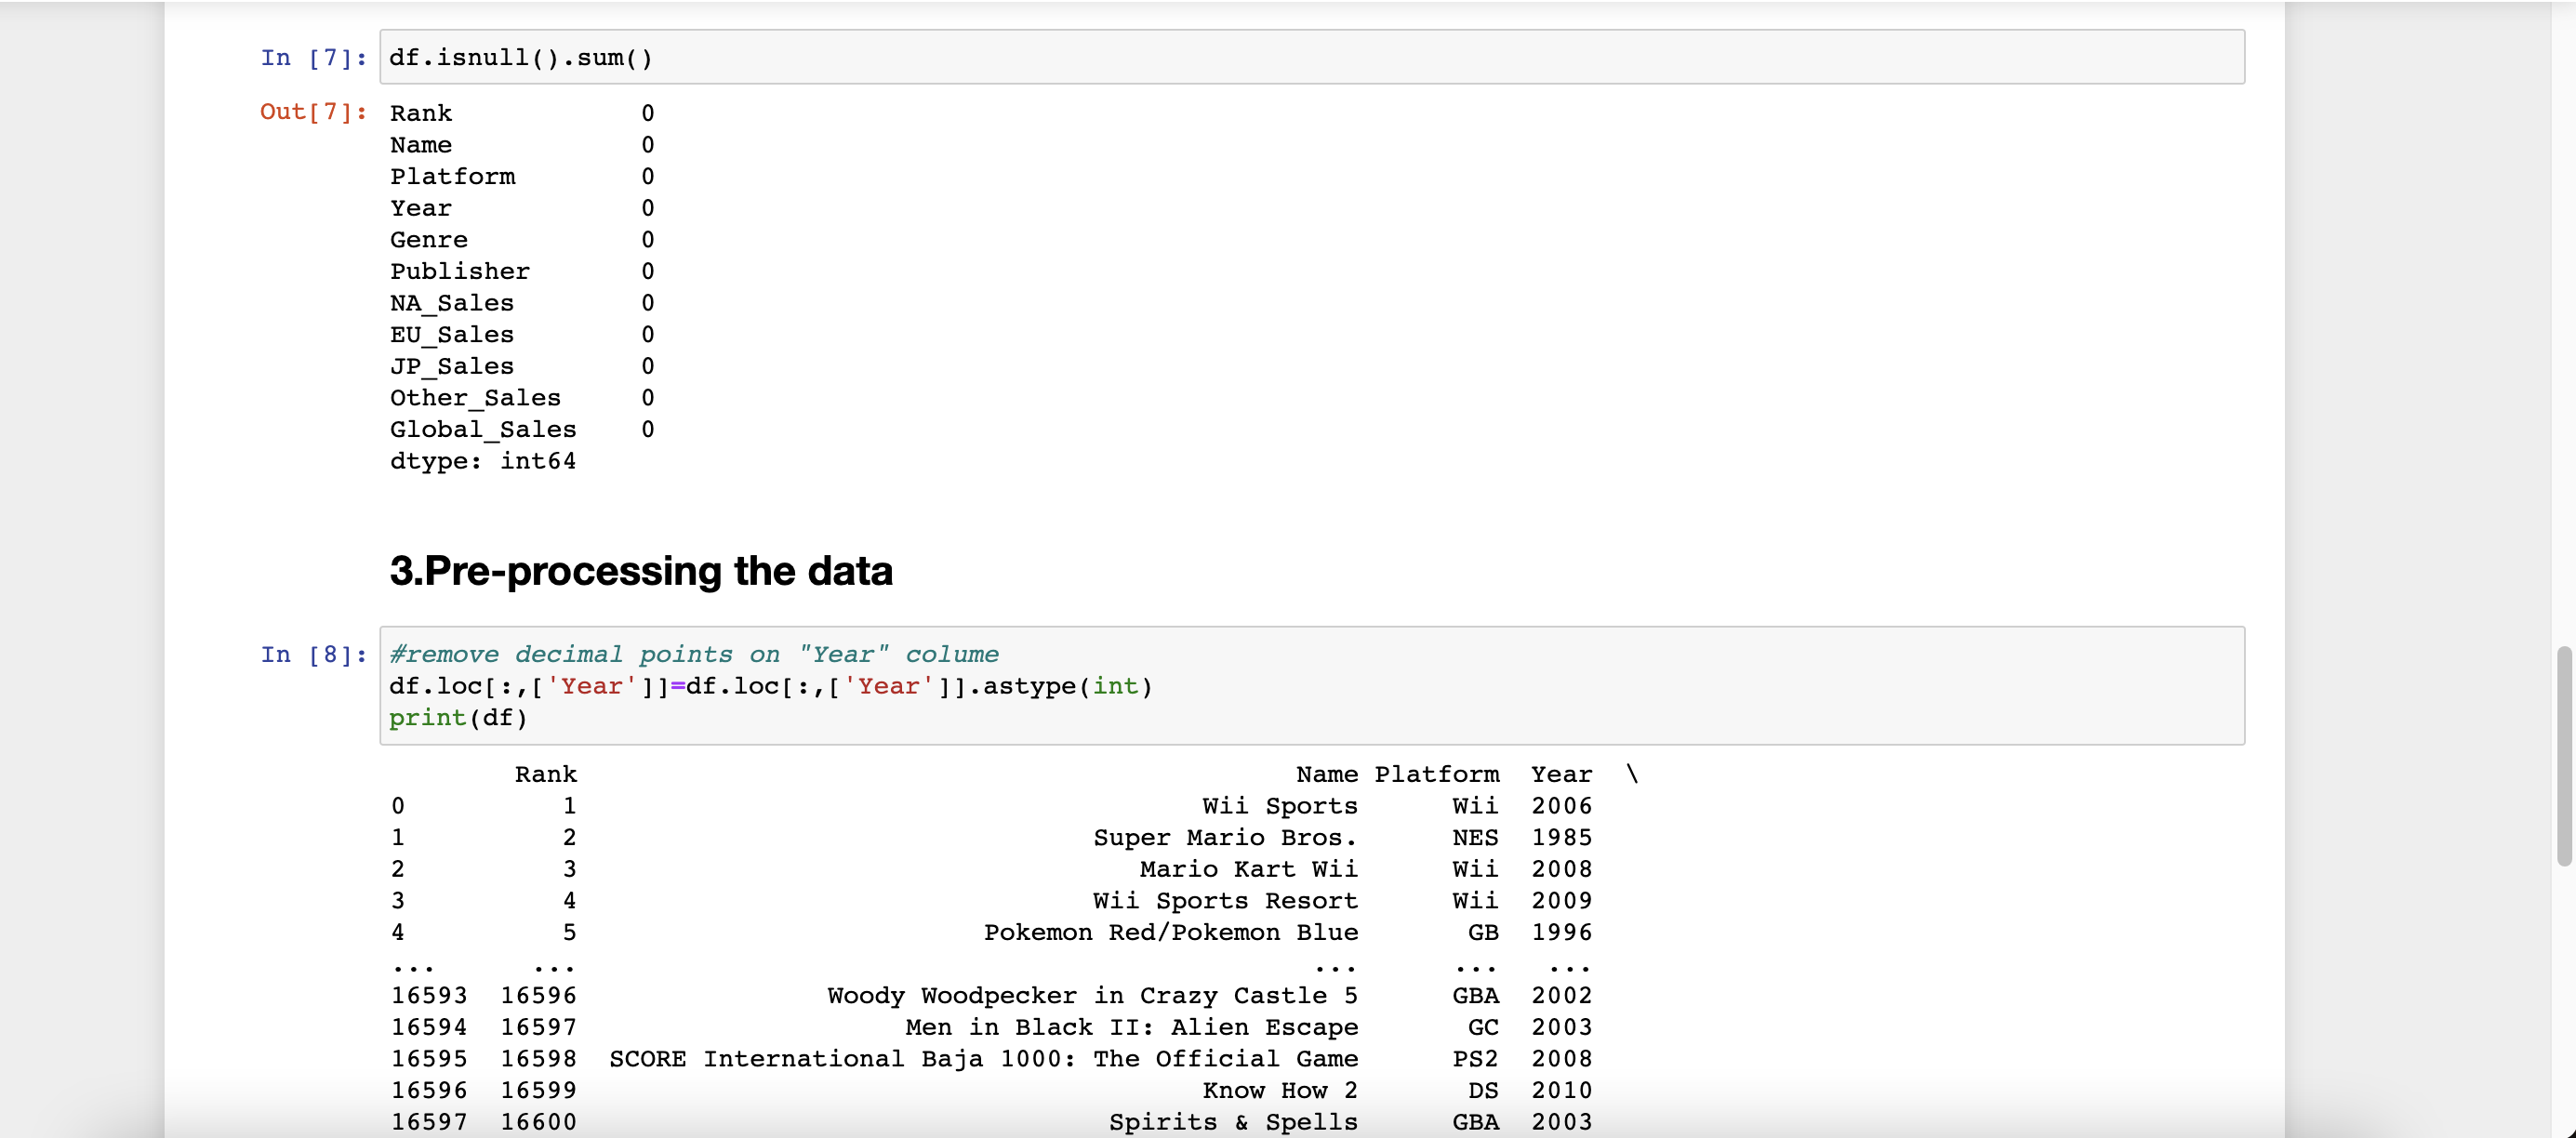 In [7]: df.isnull().sum()
Out[7]: Rank 0
Name 0
Platform 0
Year 0
Genre 0
Publisher 0
NA_Sales 0
EU_Sales 0
JP_Sales 0
Other_Sales 0
Global_Sales 0
dtype: int64
3.Pre-processing the data
In [8]: #remove decimal points on "Year" colume
df.loc[:,['Year']]=df.loc[:,['Year']].astype(int)
print(df)
Rank Name Platform Year \
0 1 Wii Sports Wii 2006
1 2 Super Mario Bros. NES 1985
2 3 Mario Kart Wii Wii 2008
3 4 Wii Sports Resort Wii 2009
4 5 Pokemon Red/Pokemon Blue GB 1996
... ... ... ... ...
16593 16596 Woody Woodpecker in Crazy Castle 5 GBA 2002
16594 16597 Men in Black II: Alien Escape GC 2003
16595 16598 SCORE International Baja 1000: The Official Game PS2 2008
16596 16599 Know How 2 DS 2010
16597 16600 Spirits & Spells GBA 2003